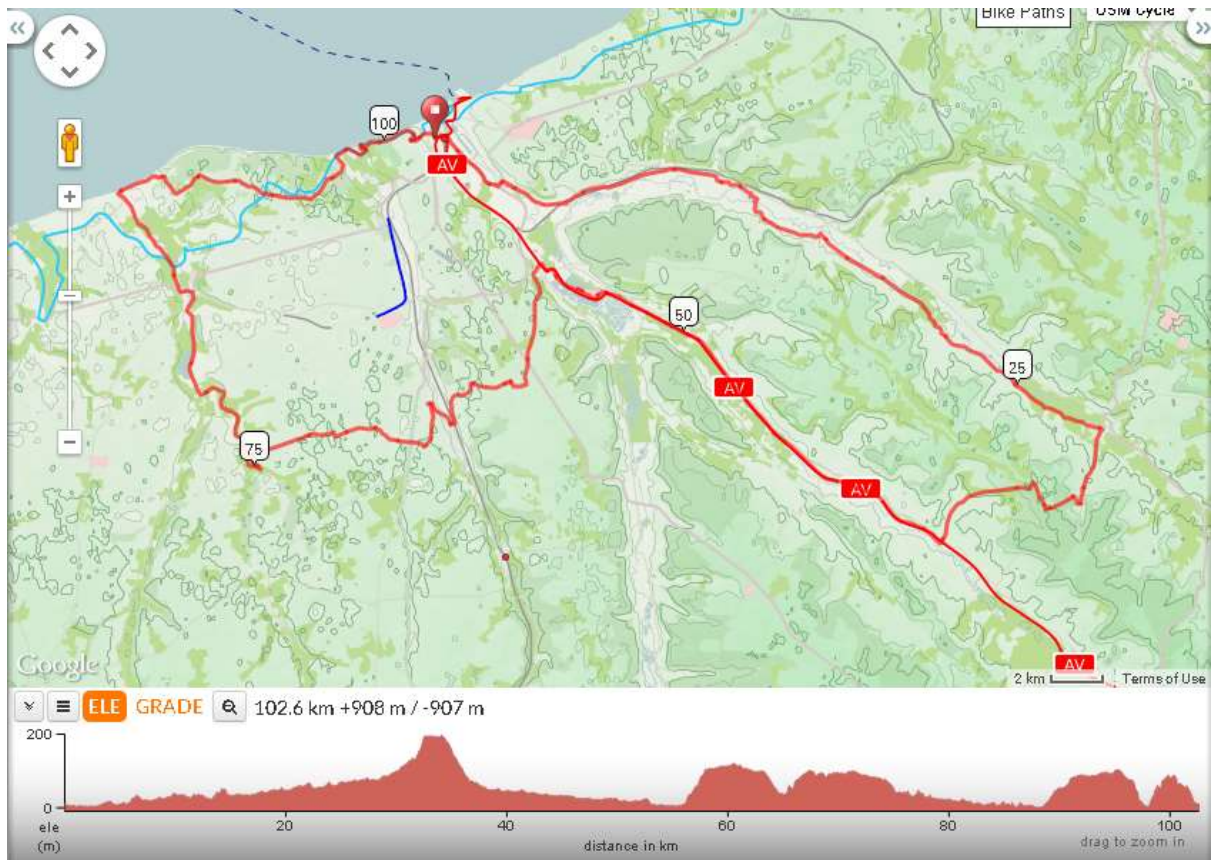 «
Bike Paths
OSM Cycle
»
100
AV
50
25
AV
75
AV
AV
Google
2 km
Terms of Use
ELE GRADE 102.6 km +908 m / -907 m
200
0
ele
(m)
20
40
60
80
100
distance in km
drag to zoom in